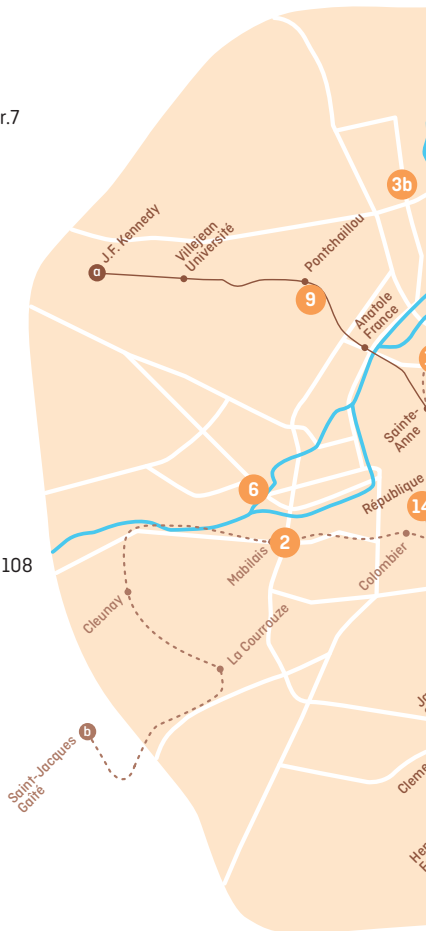 r.7
3b
J.F. Kennedy
a
Villejean
Université
Pontchaillou
9
Anatole
France
Sainte-
Anne
6
République
14
108
2
Mabilais
Colombier
Cleunay
La Courrouze
b
Saint-Jacques
Gaîté
Cleme